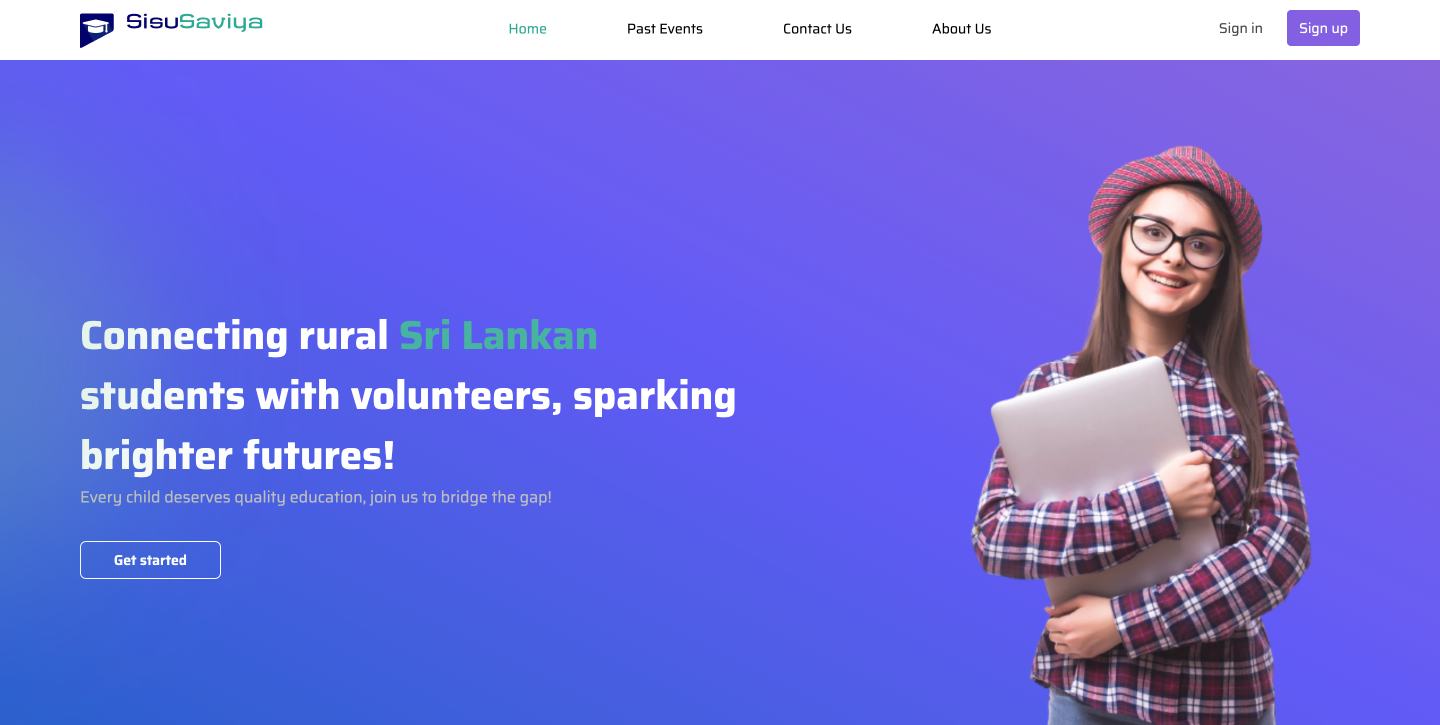 SisuSaviya
Home
Past Events
Contact Us
About Us
Sign in
Sign up
Connecting rural Sri Lankan
students with volunteers, sparking
brighter futures!
Every child deserves quality education, join us to bridge the gap!
Get started